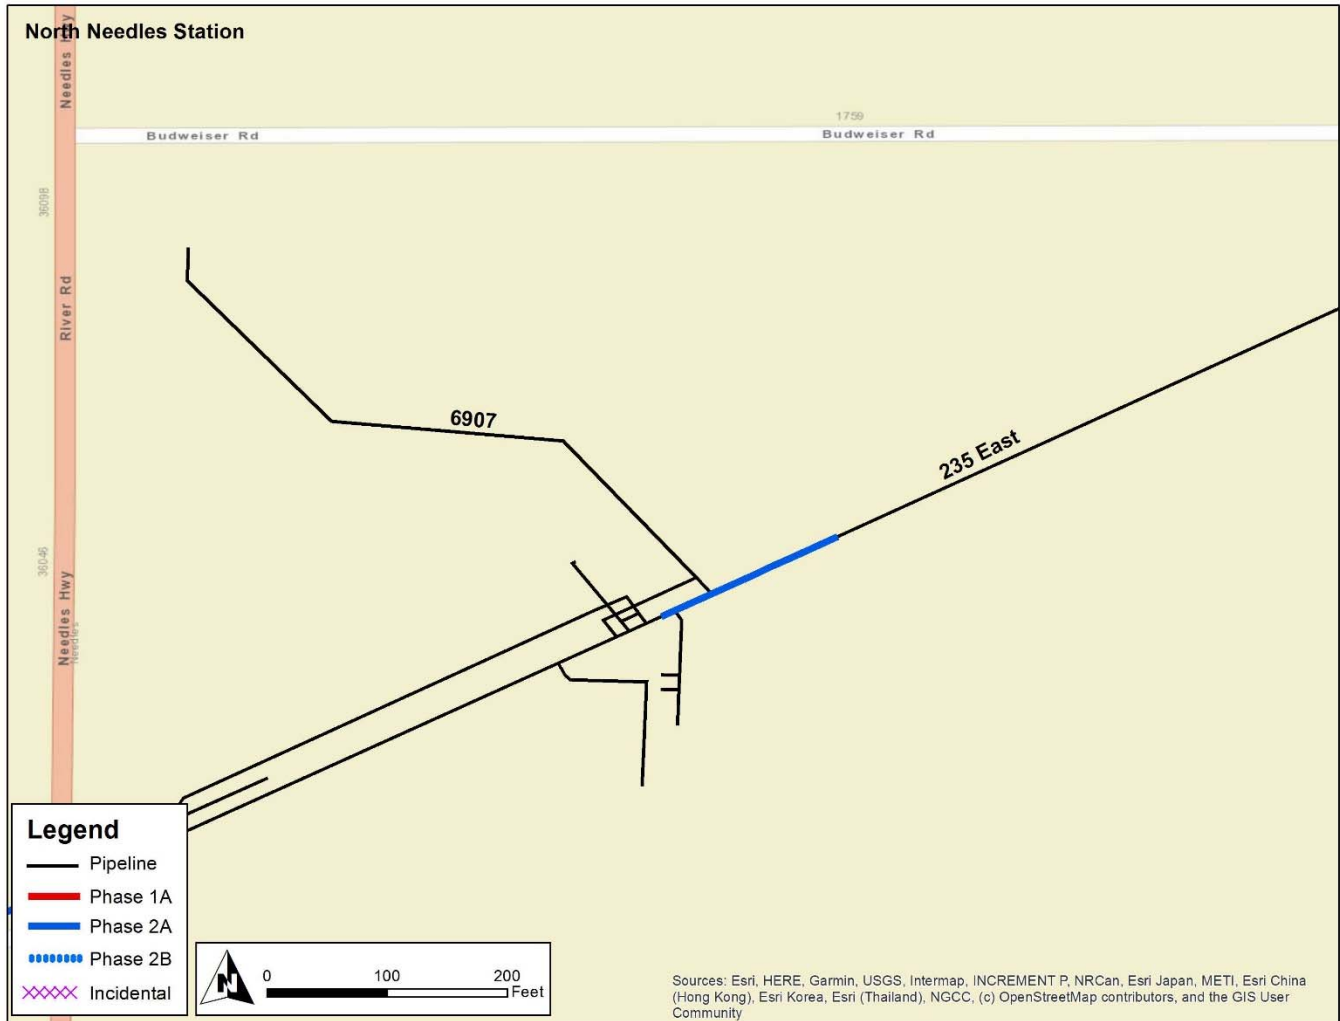 North Needles Station
Needles Hwy
1759
Budweiser Rd
Budweiser Rd
36098
River Rd
6907
235 East
36046
Needles Hwy
Needles
Legend
Pipeline
Phase 1A
Phase 2A
Phase 2B
Incidental
N
0 100 200
Feet
Sources: Esri, HERE, Garmin, USGS, Intermap, INCREMENT P, NRCan, Esri Japan, METI, Esri China
(Hong Kong), Esri Korea, Esri (Thailand), NGCC, (c) OpenStreetMap contributors, and the GIS User
Community